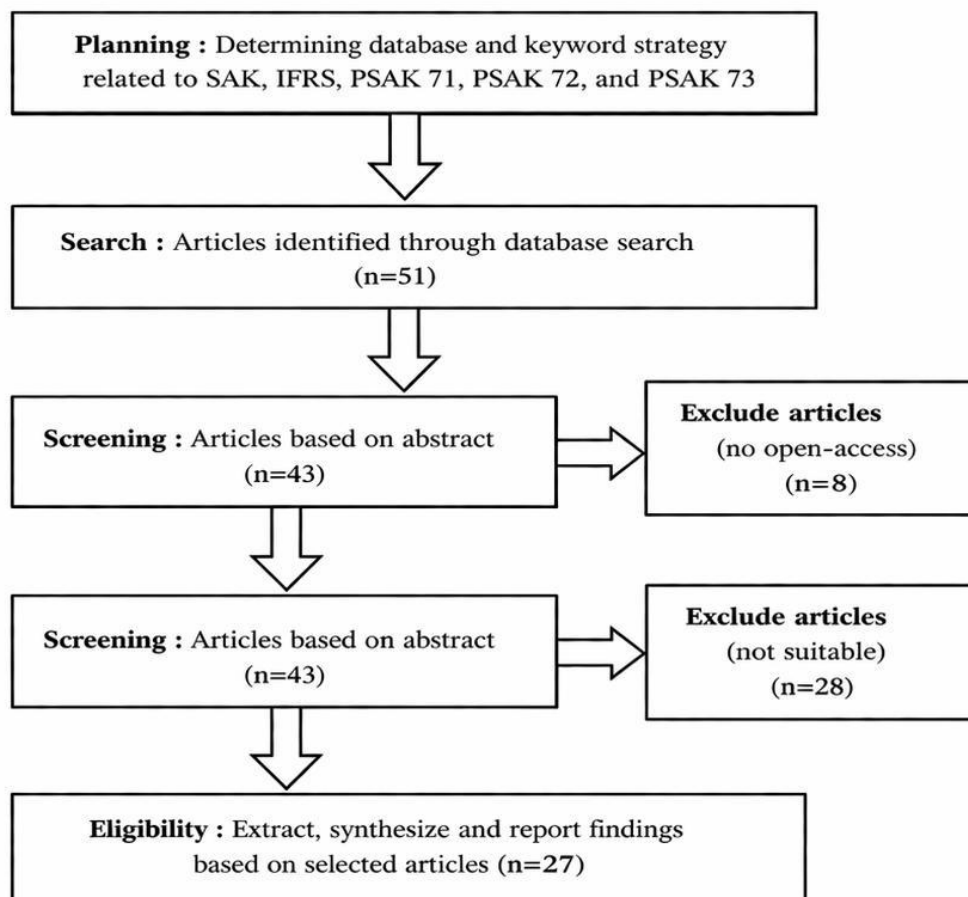 Planning : Determining database and keyword strategy
related to SAK, IFRS, PSAK 71, PSAK 72, and PSAK 73
Search : Articles identified through database search
(n=51)
Screening : Articles based on abstract
(n=43)
Exclude articles
(no open-access)
(n=8)
Screening : Articles based on abstract
(n=43)
Exclude articles
(not suitable)
(n=28)
Eligibility : Extract, synthesize and report findings
based on selected articles (n=27)